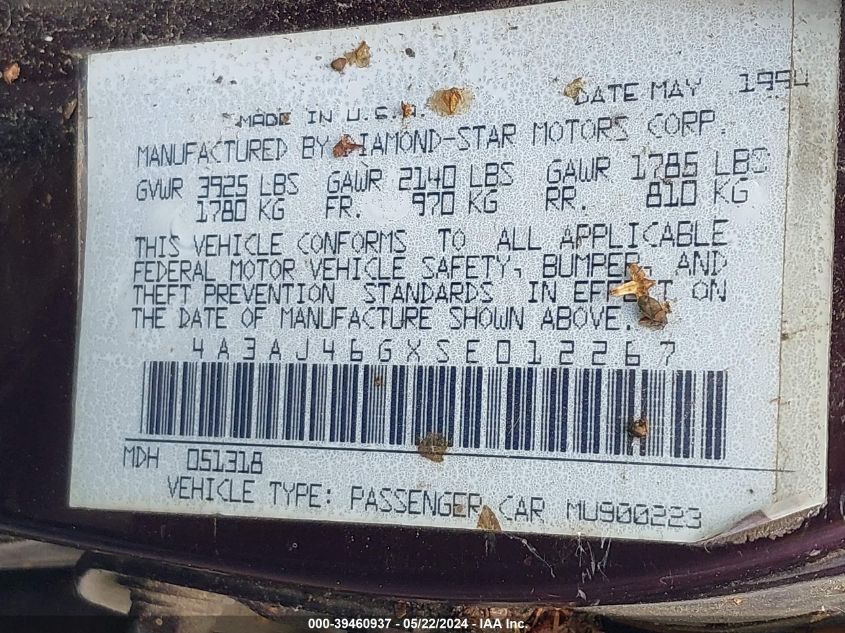 DATE MAY 1994
MADE IN U.S.A.
MANUFACTURED BY DIAMOND-STAR MOTORS CORP.
GVWR 3925 LBS GAWR 2140 LBS GAWR 1785 LBS
1780 KG FR. 970 KG RR. 810 KG
THIS VEHICLE CONFORMS TO ALL APPLICABLE
FEDERAL MOTOR VEHICLE SAFETY, BUMPER, AND
THEFT PREVENTION STANDARDS IN EFFECT ON
THE DATE OF MANUFACTURE SHOWN ABOVE.
4A3AJ46GXSE012267
MDH 051318
VEHICLE TYPE: PASSENGER CAR MU900223
000-39460937 - 05/22/2024 - IAA Inc.